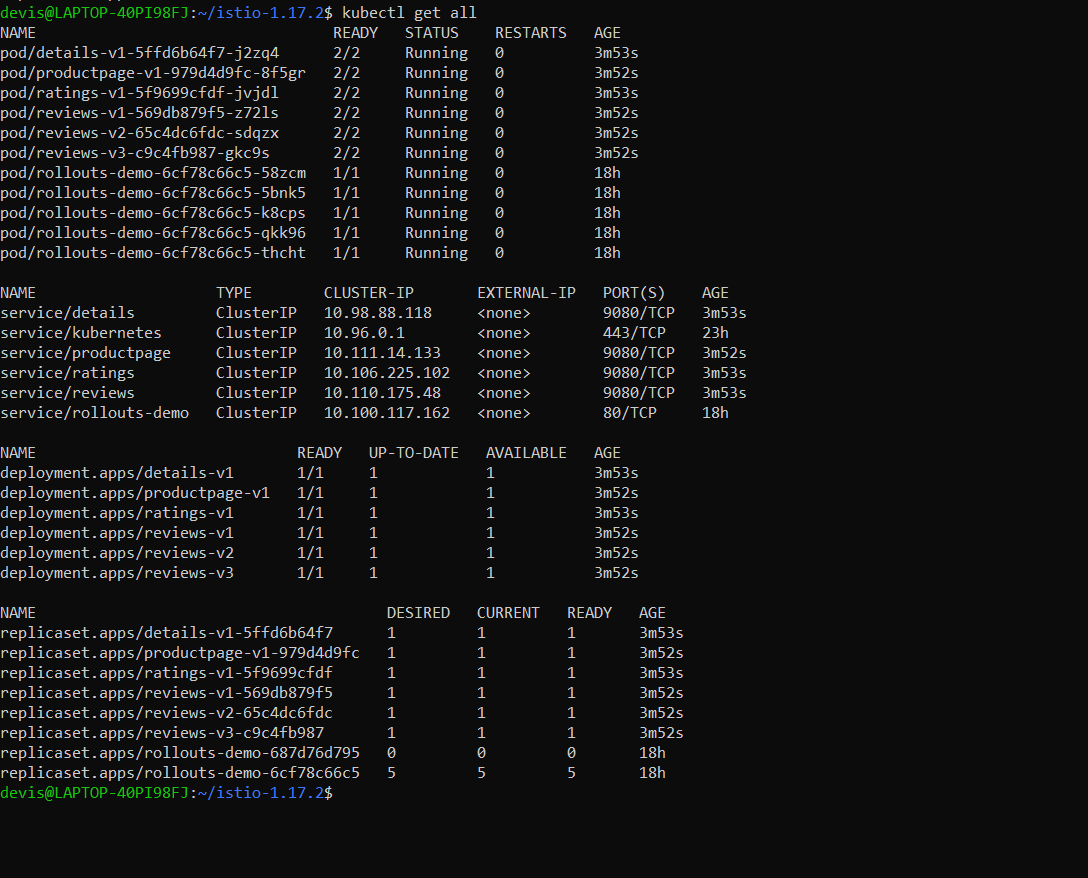 devis@LAPTOP-40PI98FJ:~/istio-1.17.2$ kubectl get all
NAME                                 READY   STATUS    RESTARTS   AGE
pod/details-v1-5ffd6b64f7-j2zq4      2/2     Running   0          3m53s
pod/productpage-v1-979d4d9fc-8f5gr   2/2     Running   0          3m52s
pod/ratings-v1-5f9699cfdf-jvjdl      2/2     Running   0          3m53s
pod/reviews-v1-569db879f5-z72ls      2/2     Running   0          3m52s
pod/reviews-v2-65c4dc6fdc-sdqzx      2/2     Running   0          3m52s
pod/reviews-v3-c9c4fb987-gkc9s       2/2     Running   0          3m52s
pod/rollouts-demo-6cf78c66c5-58zcm   1/1     Running   0          18h
pod/rollouts-demo-6cf78c66c5-5bnk5   1/1     Running   0          18h
pod/rollouts-demo-6cf78c66c5-k8cps   1/1     Running   0          18h
pod/rollouts-demo-6cf78c66c5-qkk96   1/1     Running   0          18h
pod/rollouts-demo-6cf78c66c5-thcht   1/1     Running   0          18h

NAME                    TYPE        CLUSTER-IP       EXTERNAL-IP   PORT(S)    AGE
service/details         ClusterIP   10.98.88.118     <none>        9080/TCP   3m53s
service/kubernetes      ClusterIP   10.96.0.1        <none>        443/TCP    23h
service/productpage     ClusterIP   10.111.14.133    <none>        9080/TCP   3m52s
service/ratings         ClusterIP   10.106.225.102   <none>        9080/TCP   3m53s
service/reviews         ClusterIP   10.110.175.48    <none>        9080/TCP   3m53s
service/rollouts-demo   ClusterIP   10.100.117.162   <none>        80/TCP     18h

NAME                             READY   UP-TO-DATE   AVAILABLE   AGE
deployment.apps/details-v1       1/1     1            1           3m53s
deployment.apps/productpage-v1   1/1     1            1           3m52s
deployment.apps/ratings-v1       1/1     1            1           3m53s
deployment.apps/reviews-v1       1/1     1            1           3m52s
deployment.apps/reviews-v2       1/1     1            1           3m52s
deployment.apps/reviews-v3       1/1     1            1           3m52s

NAME                                       DESIRED   CURRENT   READY   AGE
replicaset.apps/details-v1-5ffd6b64f7      1         1         1       3m53s
replicaset.apps/productpage-v1-979d4d9fc   1         1         1       3m52s
replicaset.apps/ratings-v1-5f9699cfdf      1         1         1       3m53s
replicaset.apps/reviews-v1-569db879f5      1         1         1       3m52s
replicaset.apps/reviews-v2-65c4dc6fdc      1         1         1       3m52s
replicaset.apps/reviews-v3-c9c4fb987       1         1         1       3m52s
replicaset.apps/rollouts-demo-687d76d795   0         0         0       18h
replicaset.apps/rollouts-demo-6cf78c66c5   5         5         5       18h
devis@LAPTOP-40PI98FJ:~/istio-1.17.2$